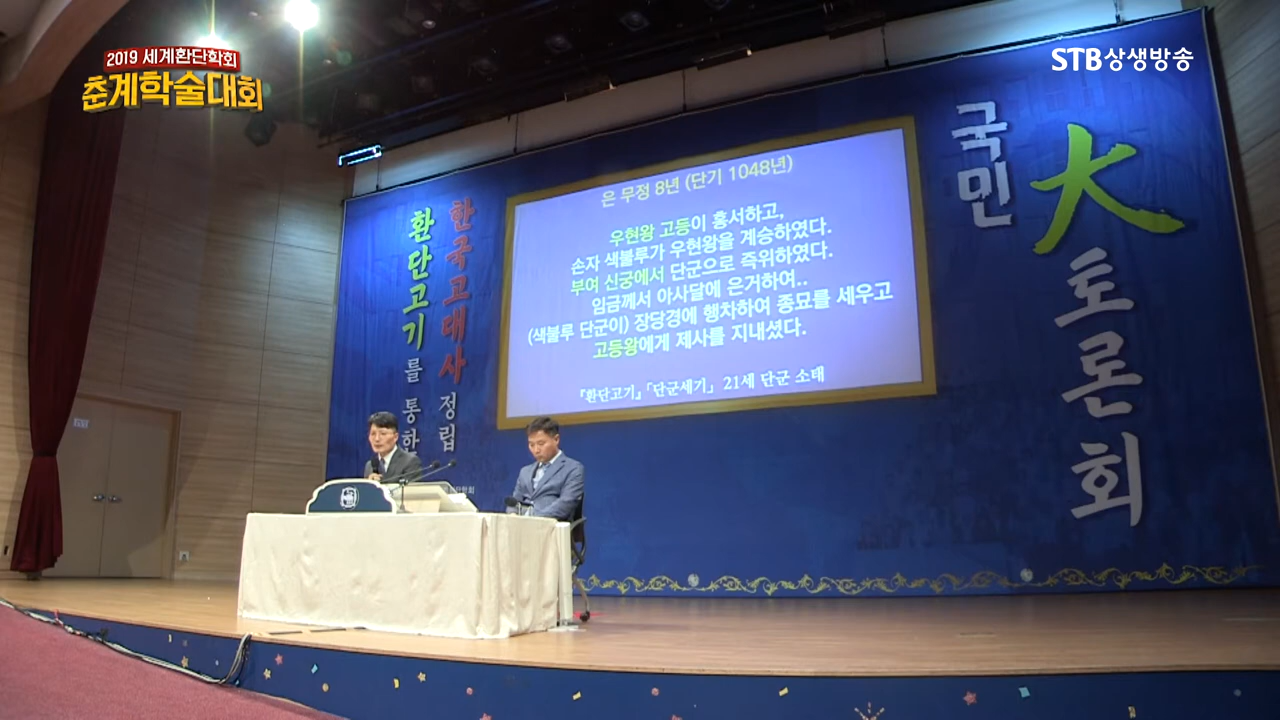 2019 세계환단학회
춘계학술대회
STB상생방송
은 무정 8년 (단기 1048년)
우현왕 고등이 흉서하고,
손자 색불루가 우현왕을 계승하였다.
부여 신궁에서 단군으로 즉위하였다.
임금께서 아사달에 은거하여..
(색불루 단군이) 장당경에 행차하여 종묘를 세우고
고등왕에게 제사를 지내셨다.
『환단고기』「단군세기」 21세 단군 소태
한국고대사 정립
환단고기를 통한
국민
大토론회